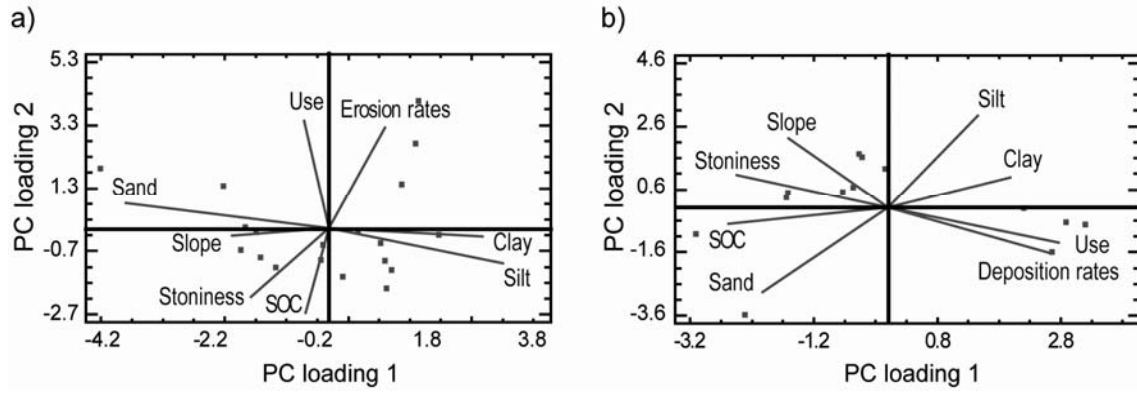 a)
PC loading 2
5.3
3.3
1.3
-0.7
-2.7
Use
Erosion rates
Sand
Slope
Clay
Silt
Stoniness
SOC
-4.2
-2.2
-0.2
1.8
3.8
PC loading 1
b)
PC loading 2
4.6
2.6
0.6
-1.6
-3.6
Silt
Slope
Stoniness
Clay
SOC
Use
Deposition rates
Sand
-3.2
-1.2
0.8
2.8
PC loading 1